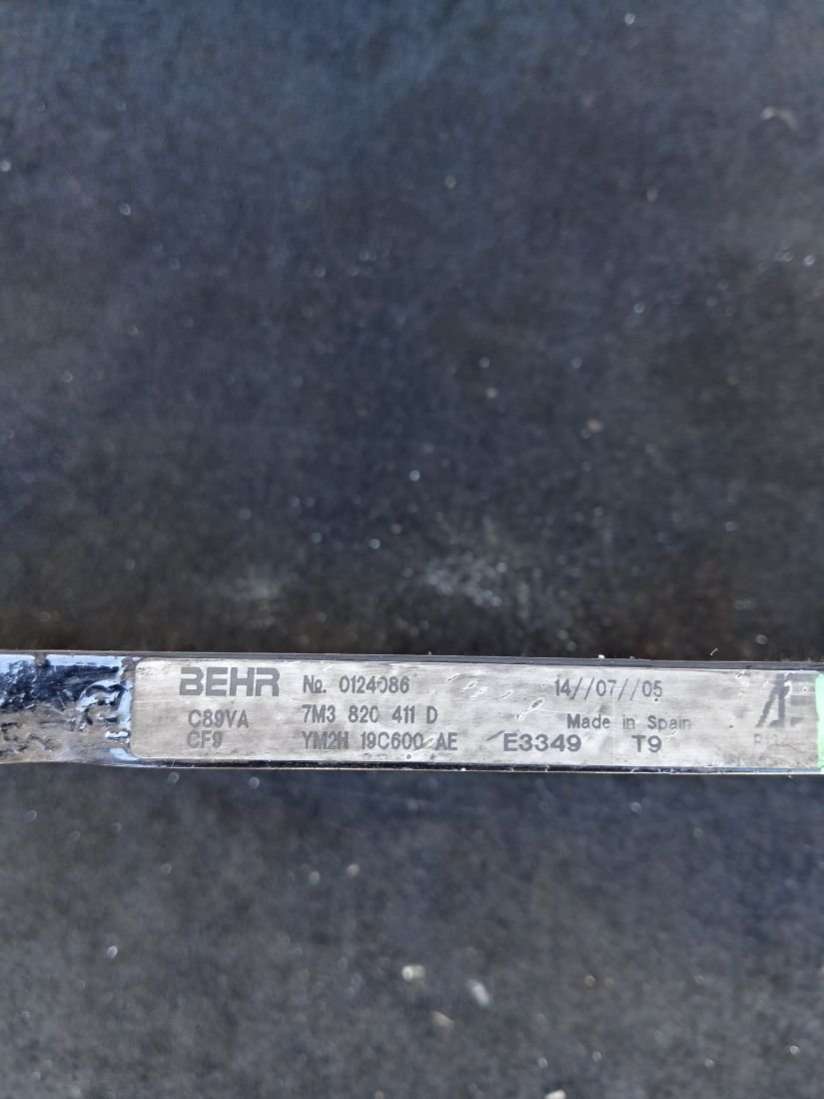 BEHR № 0124086 14//07//05
C89VA 7M3 820 411 D Made in Spain
CF9 YM2H 19C600 AE E3349 T9